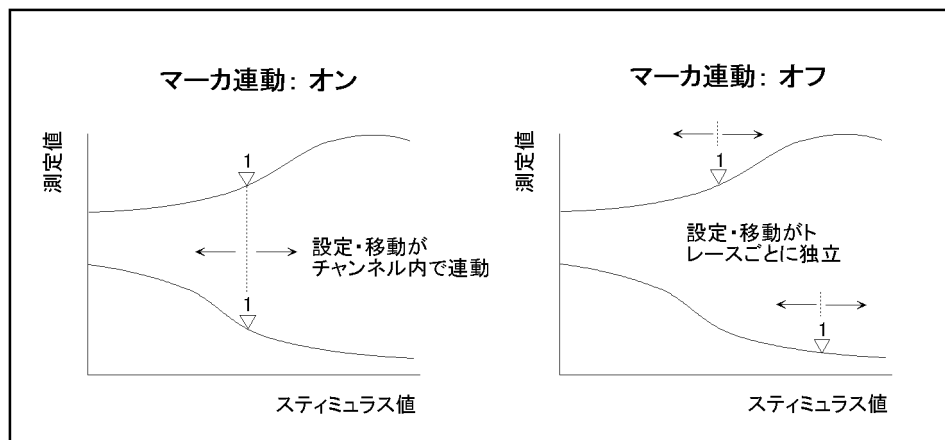 マーカ連動: オン
測定値
1
設定・移動が
チャンネル内で連動
1
スティミュラス値
マーカ連動: オフ
測定値
1
設定・移動がト
レースごとに独立
1
スティミュラス値